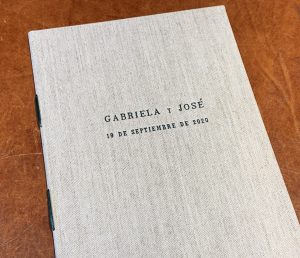 GABRIELA Y JOSÉ
19 DE SEPTIEMBRE DE 2020